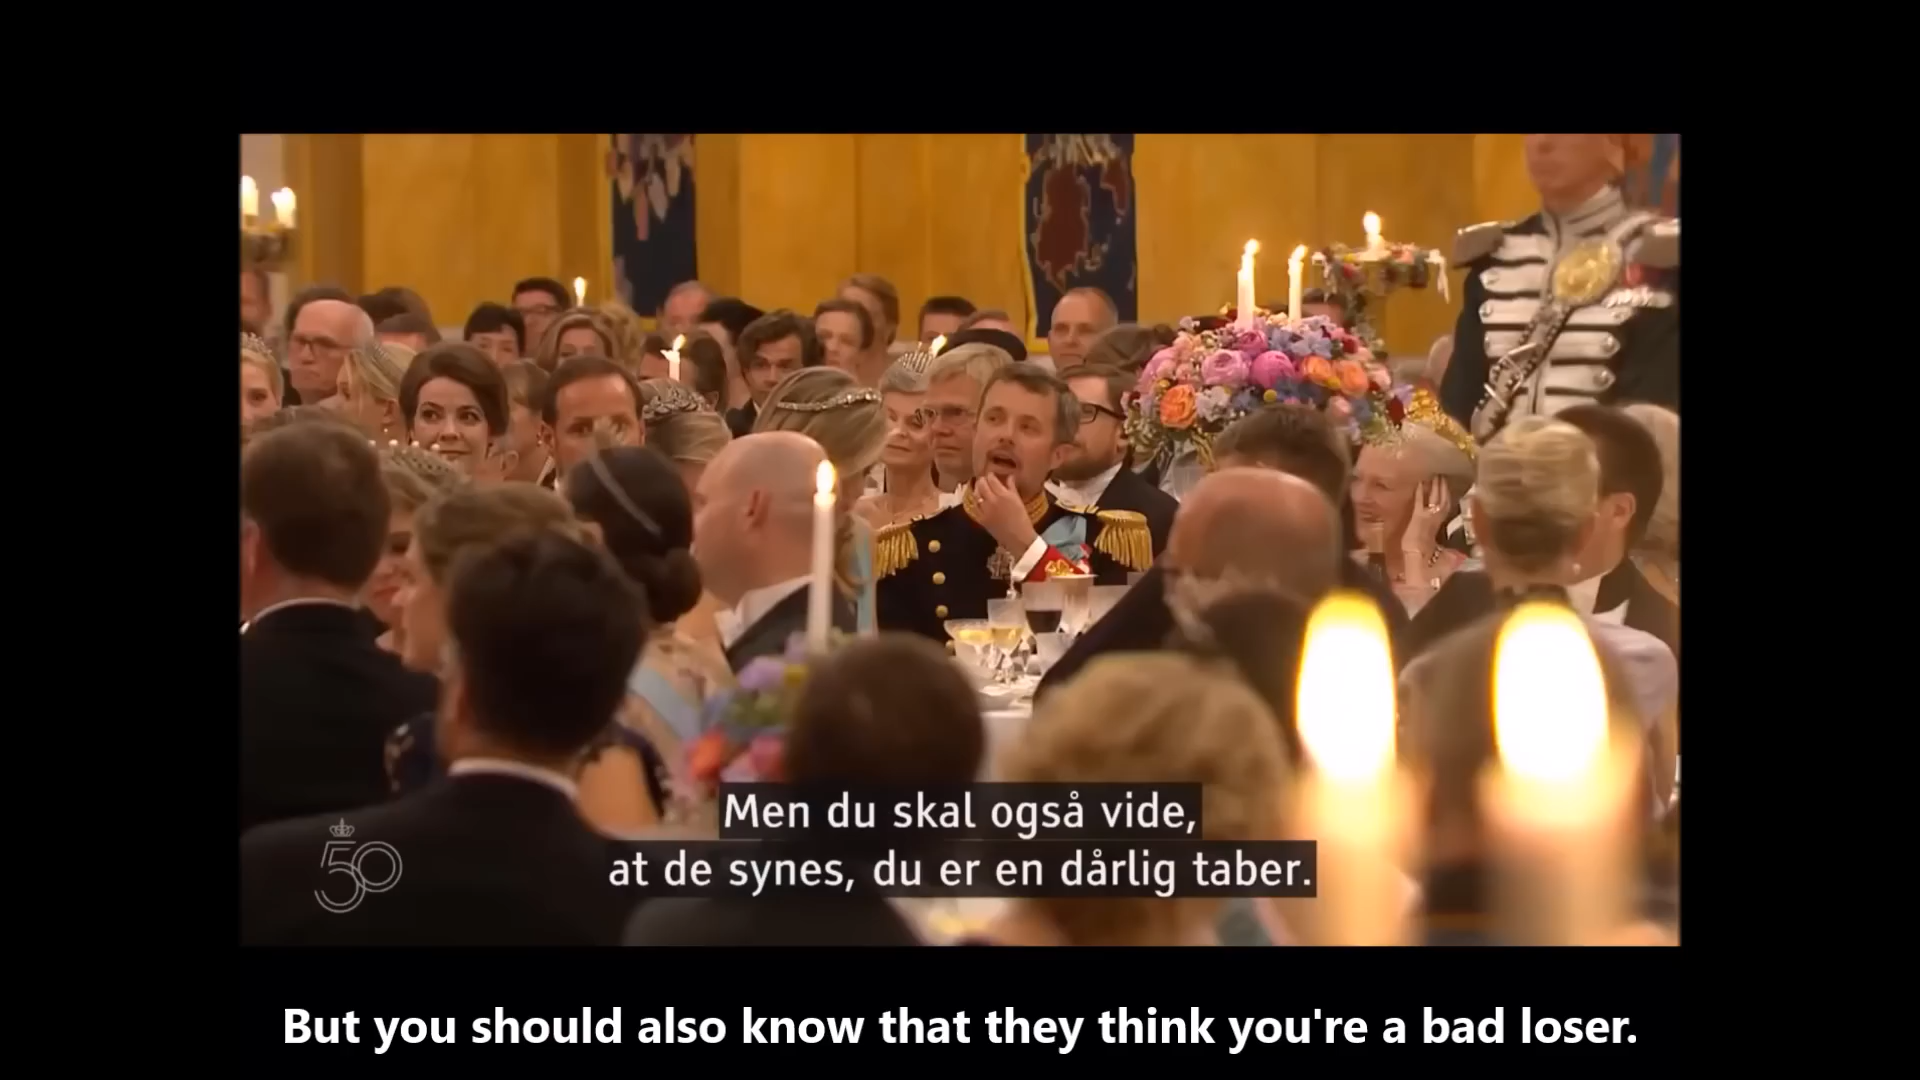 Men du skal også vide,
at de synes, du er en dårlig taber.
50
But you should also know that they think you're a bad loser.